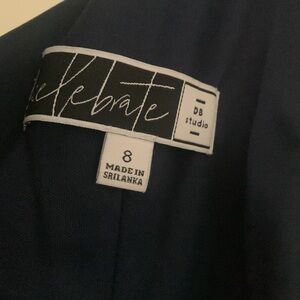 celebrate
DB
studio
8
MADE IN
SRILANKA